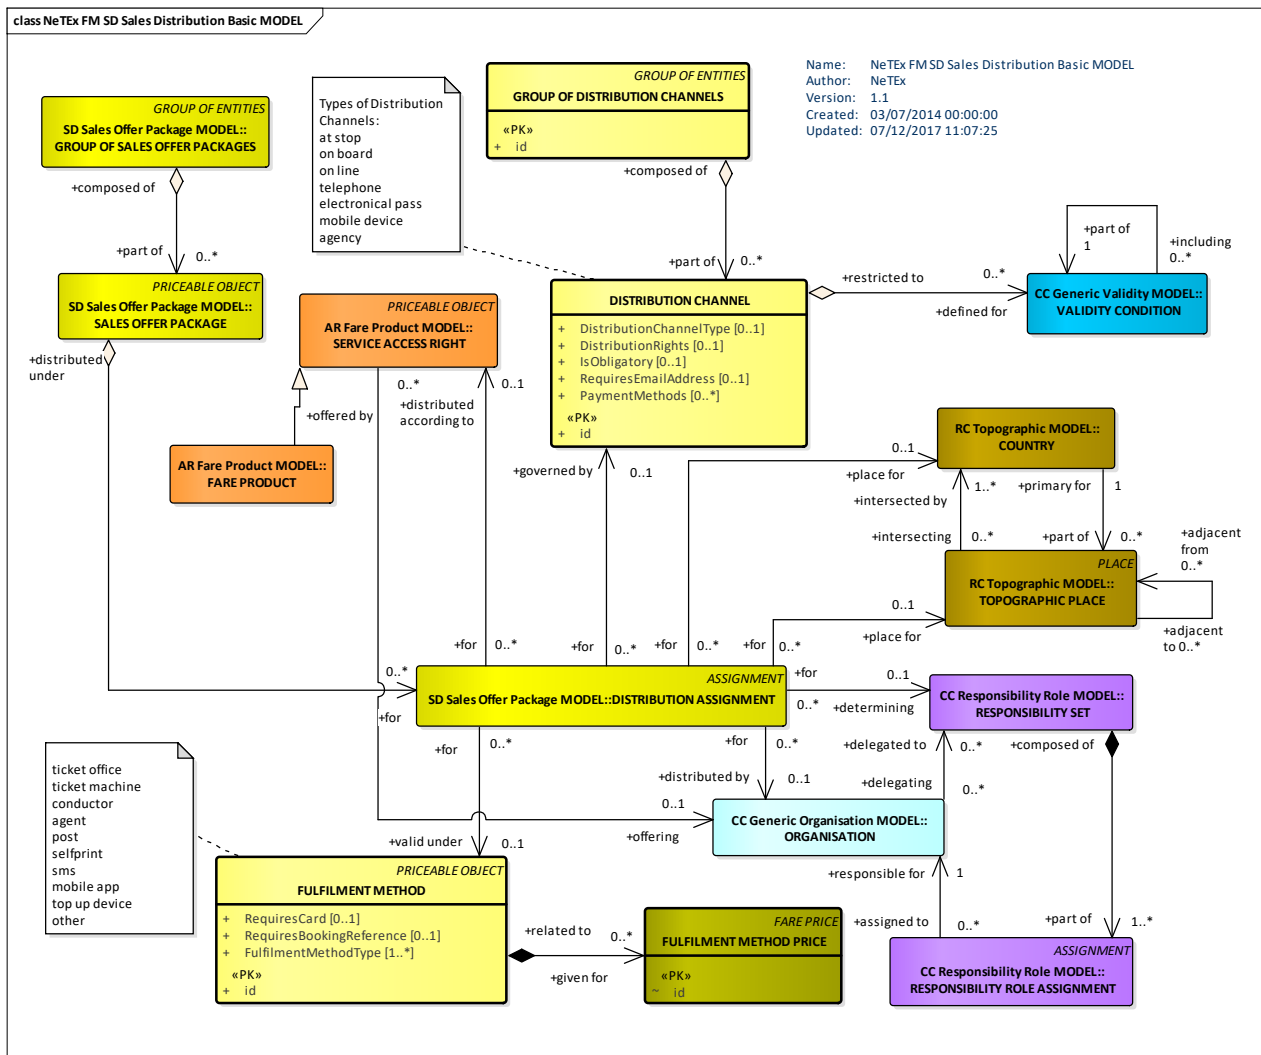 class NeTEx FM SD Sales Distribution Basic MODEL
Name: NeTEx FM SD Sales Distribution Basic MODEL
Author: NeTEx
Version: 1.1
Created: 03/07/2014 00:00:00
Updated: 07/12/2017 11:07:25
GROUP OF ENTITIES
SD Sales Offer Package MODEL::
GROUP OF SALES OFFER PACKAGES
+composed of
+part of
0..*
PRICEABLE OBJECT
SD Sales Offer Package MODEL::
SALES OFFER PACKAGE
+distributed
under
Types of Distribution
Channels:
at stop
on board
on line
telephone
electronical pass
mobile device
agency
GROUP OF ENTITIES
GROUP OF DISTRIBUTION CHANNELS
«PK»
+ id
+composed of
+part of
0..*
DISTRIBUTION CHANNEL
+ DistributionChannelType [0..1]
+ DistributionRights [0..1]
+ IsObligatory [0..1]
+ RequiresEmailAddress [0..1]
+ PaymentMethods [0..*]
«PK»
+ id
+restricted to
0..*
+defined for
+part of
1
+including
0..*
CC Generic Validity MODEL::
VALIDITY CONDITION
PRICEABLE OBJECT
AR Fare Product MODEL::
SERVICE ACCESS RIGHT
0..*
+offered by
+distributed
according to
0..1
AR Fare Product MODEL::
FARE PRODUCT
+governed by
0..1
RC Topographic MODEL::
COUNTRY
0..1
+place for
+intersected by
1..*
+primary for
1
+intersecting
0..*
+part of
0..*
+adjacent
from
0..*
PLACE
RC Topographic MODEL::
TOPOGRAPHIC PLACE
0..1
+place for
+adjacent
to 0..*
+for
0..*
+for
0..*
+for
0..*
+for
0..*
+for
0..*
0..*
+for
ASSIGNMENT
SD Sales Offer Package MODEL::DISTRIBUTION ASSIGNMENT
0..1
+determining
CC Responsibility Role MODEL::
RESPONSIBILITY SET
+for
0..*
+for
0..*
+delegated to
0..*
+composed of
+distributed by
0..1
+delegating
0..*
0..1
+offering
CC Generic Organisation MODEL::
ORGANISATION
+responsible for
1
+assigned to
0..*
+part of
1..*
ASSIGNMENT
CC Responsibility Role MODEL::
RESPONSIBILITY ROLE ASSIGNMENT
ticket office
ticket machine
conductor
agent
post
selfprint
sms
mobile app
top up device
other
+valid under
0..1
PRICEABLE OBJECT
FULFILMENT METHOD
+ RequiresCard [0..1]
+ RequiresBookingReference [0..1]
+ FulfilmentMethodType [1..*]
«PK»
+ id
+related to
0..*
+given for
FARE PRICE
FULFILMENT METHOD PRICE
«PK»
~ id